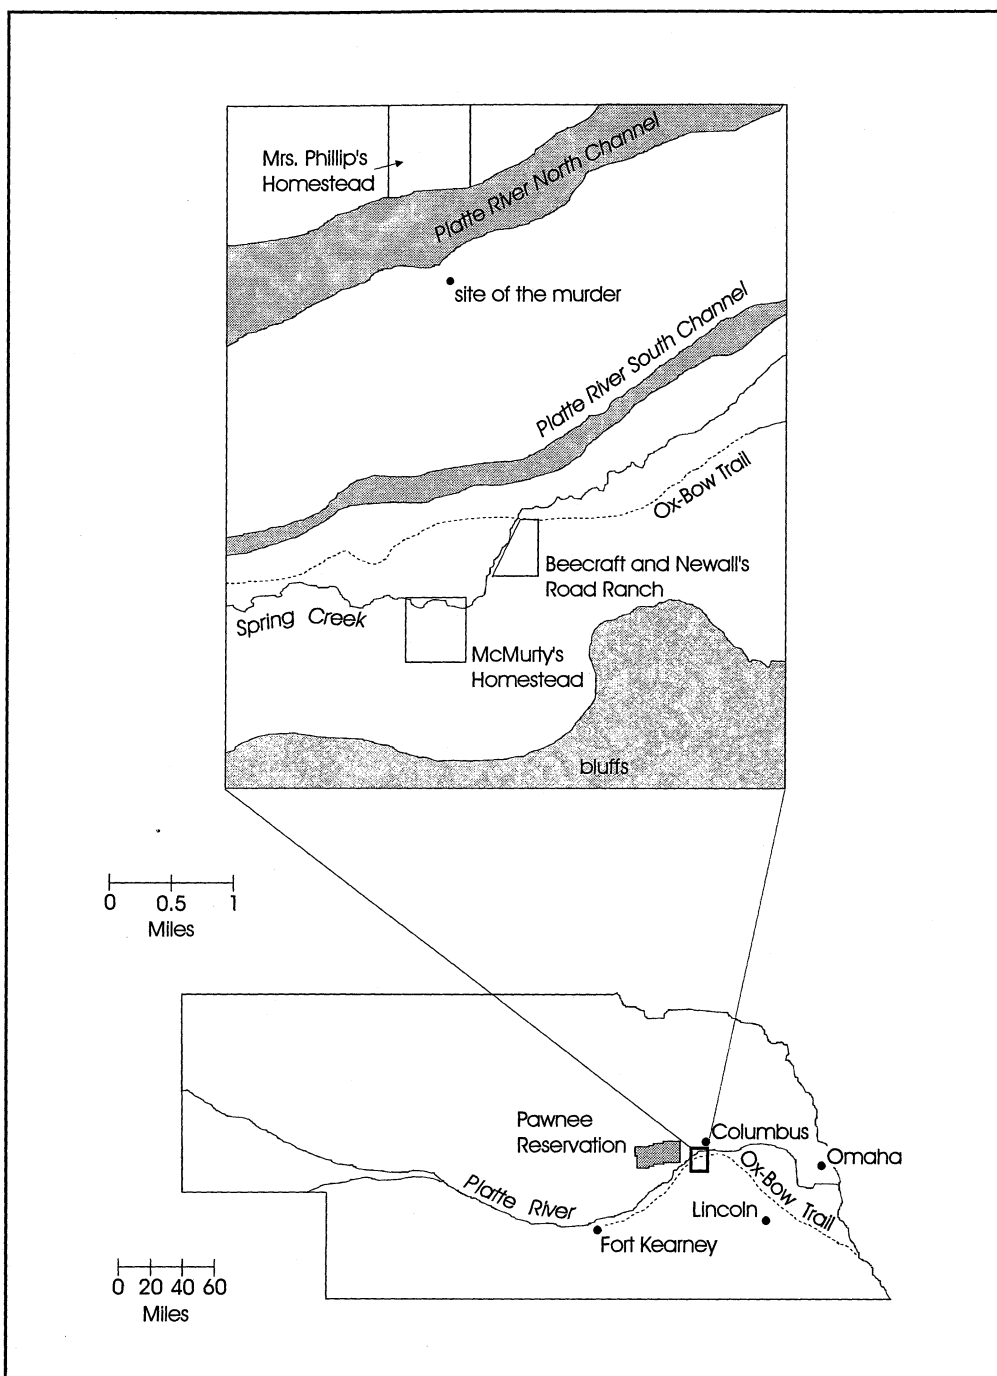 Mrs. Phillip's
Homestead
Platte River North Channel
site of the murder
Platte River South Channel
Ox-Bow Trail
Beecraft and Newall's
Road Ranch
Spring Creek
McMurty's
Homestead
bluffs
0 0.5 1
Miles
Pawnee
Reservation
Columbus
Omaha
Ox-Bow Trail
Platte River
Lincoln
Fort Kearney
0 20 40 60
Miles